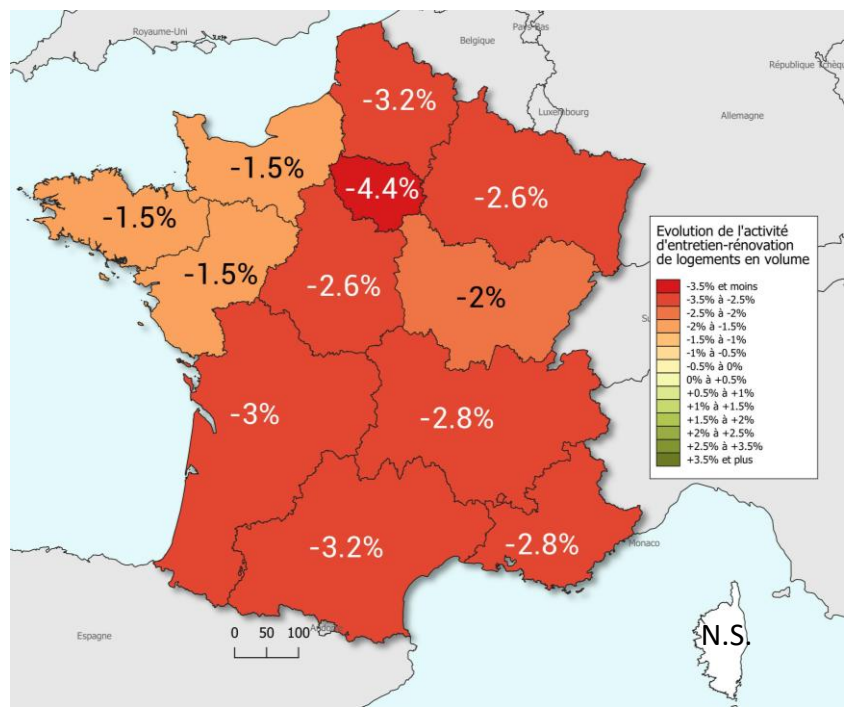 Royaume-Uni
Belgique
Pays-Bas
République Tchèque
Luxembourg
Allemagne
-3.2%
-1.5%
-4.4%
-2.6%
-1.5%
-1.5%
-2.6%
-2%
-3%
-2.8%
-3.2%
-2.8%
Monaco
Espagne
0 50 100
N.S.
Evolution de l'activité
d'entretien-rénovation
de logements en volume
-3.5% et moins
-3.5% à -2.5%
-2.5% à -2%
-2% à -1.5%
-1.5% à -1%
-1% à -0.5%
-0.5% à 0%
0% à +0.5%
+0.5% à +1%
+1% à +1.5%
+1.5% à +2%
+2% à +2.5%
+2.5% à +3.5%
+3.5% et plus